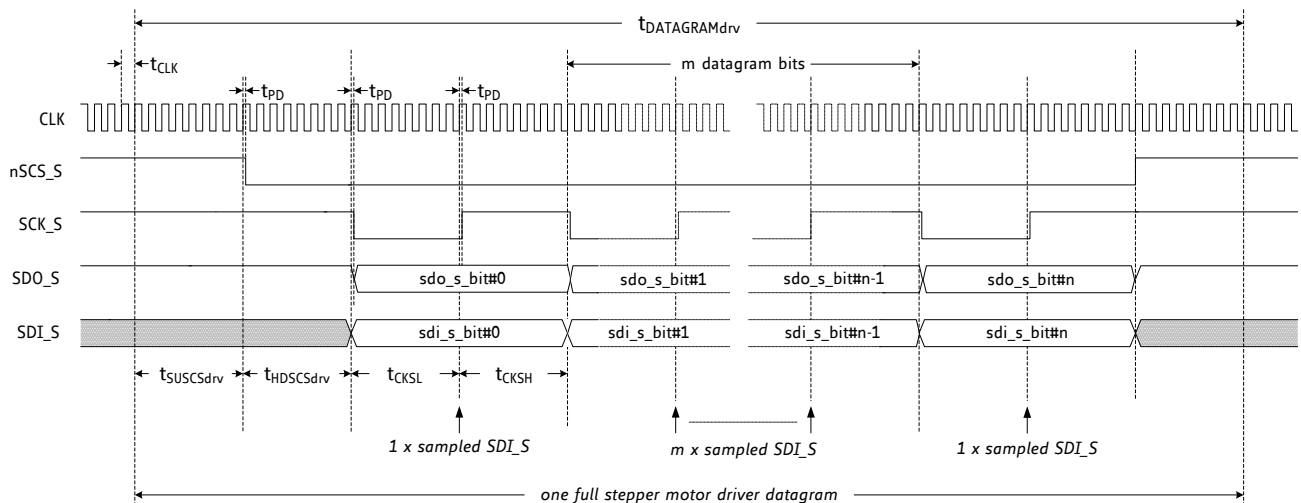 tDATAGRAMdrv
tCLK
m datagram bits
tPD
tPD
tPD
CLK
nSCS_S
SCK_S
SDO_S
sdo_s_bit#0
sdo_s_bit#1
sdo_s_bit#n-1
sdo_s_bit#n
SDI_S
sdi_s_bit#0
sdi_s_bit#1
sdi_s_bit#n-1
sdi_s_bit#n
tSUSCSdrv
tHDSCSdrv
tCKSL
tCKSH
1 x sampled SDI_S
m x sampled SDI_S
1 x sampled SDI_S
one full stepper motor driver datagram